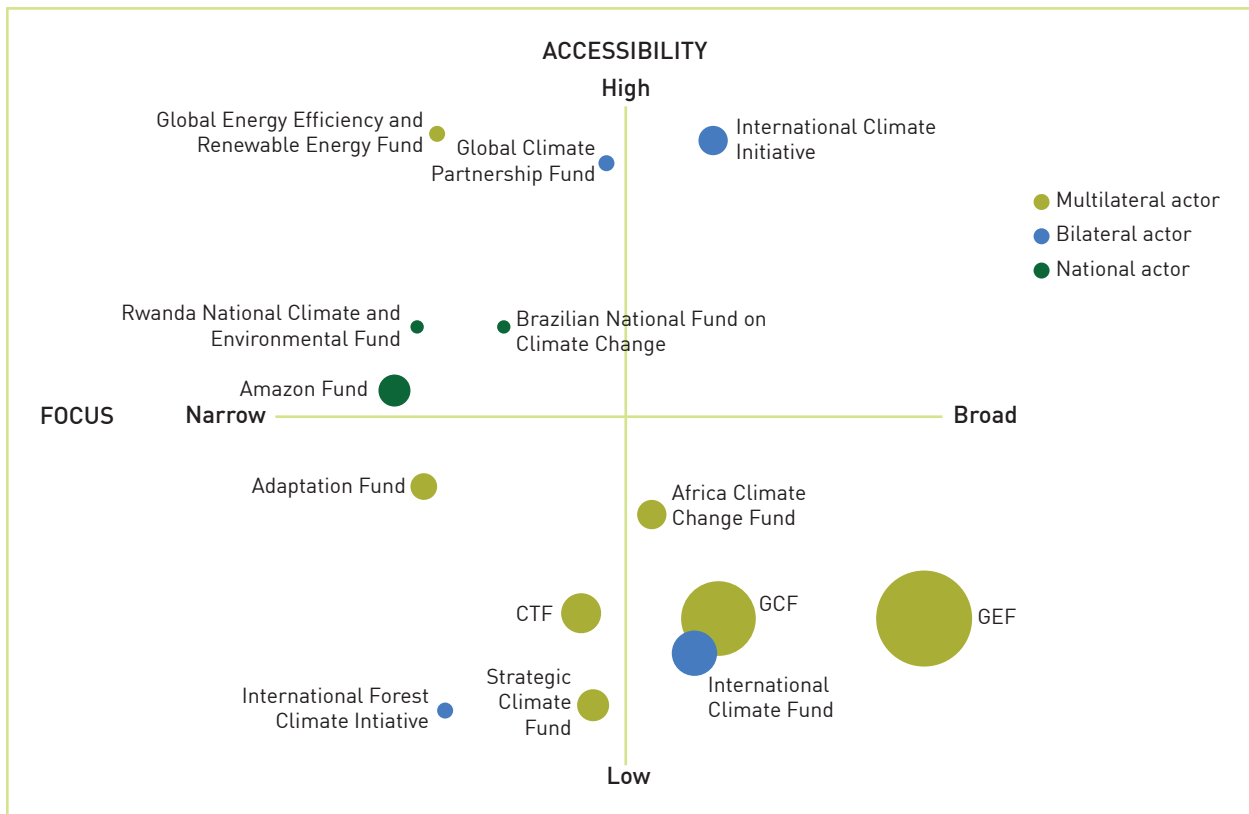 ACCESSIBILITY
High
Global Energy Efficiency and
Renewable Energy Fund
Global Climate
Partnership Fund
International Climate
Initiative
Multilateral actor
Bilateral actor
National actor
Rwanda National Climate and
Environmental Fund
Brazilian National Fund on
Climate Change
Amazon Fund
FOCUS
Narrow
Broad
Adaptation Fund
Africa Climate
Change Fund
CTF
GCF
GEF
International Forest
Climate Intiative
Strategic
Climate
Fund
International
Climate Fund
Low